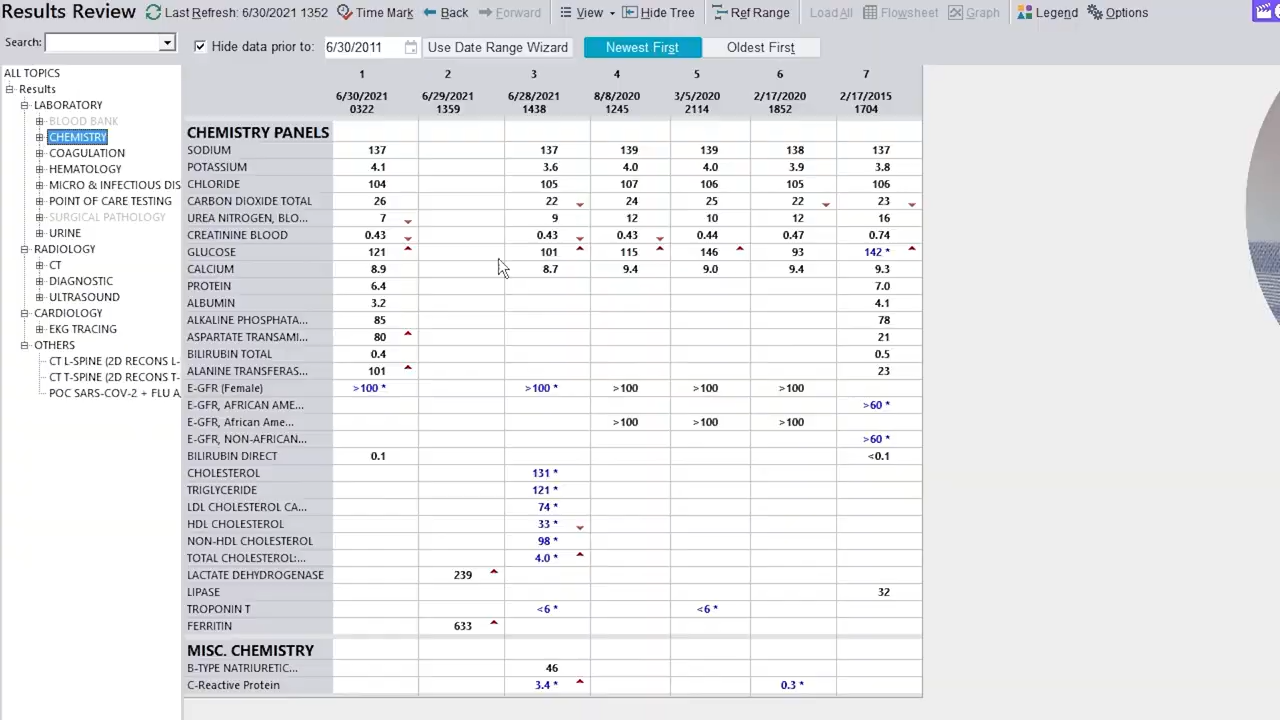 Results Review Last Refresh: 6/30/2021 1352 Time Mark Back Forward View Hide Tree Ref Range Load All Flowsheet Graph Legend Options
Search: Hide data prior to: 6/30/2011 Use Date Range Wizard Newest First Oldest First
ALL TOPICS
Results
LABORATORY
BLOOD BANK
CHEMISTRY
COAGULATION
HEMATOLOGY
MICRO & INFECTIOUS DIS
POINT OF CARE TESTING
SURGICAL PATHOLOGY
URINE
RADIOLOGY
CT
DIAGNOSTIC
ULTRASOUND
CARDIOLOGY
EKG TRACING
OTHERS
CT L-SPINE (2D RECONS L-
CT T-SPINE (2D RECONS T-
POC SARS-COV-2 + FLU A
1 2 3 4 5 6 7
6/30/2021 6/29/2021 6/28/2021 8/8/2020 3/5/2020 2/17/2020 2/17/2015
0322 1359 1438 1245 2114 1852 1704
CHEMISTRY PANELS
SODIUM 137 137 139 139 138 137
POTASSIUM 4.1 3.6 4.0 4.0 3.9 3.8
CHLORIDE 104 105 107 106 105 106
CARBON DIOXIDE TOTAL 26 22 24 25 22 23
UREA NITROGEN, BLO... 7 9 12 10 12 16
CREATININE BLOOD 0.43 0.43 0.43 0.44 0.47 0.74
GLUCOSE 121 101 115 146 93 142 *
CALCIUM 8.9 8.7 9.4 9.0 9.4 9.3
PROTEIN 6.4 7.0
ALBUMIN 3.2 4.1
ALKALINE PHOSPHATA... 85 78
ASPARTATE TRANSAMI... 80 21
BILIRUBIN TOTAL 0.4 0.5
ALANINE TRANSFERAS... 101 23
E-GFR (Female) >100 * >100 * >100 >100 >100
E-GFR, AFRICAN AME... >60 *
E-GFR, African Ame... >100 >100 >100
E-GFR, NON-AFRICAN... >60 *
BILIRUBIN DIRECT 0.1 <0.1
CHOLESTEROL 131 *
TRIGLYCERIDE 121 *
LDL CHOLESTEROL CA... 74 *
HDL CHOLESTEROL 33 *
NON-HDL CHOLESTEROL 98 *
TOTAL CHOLESTEROL:... 4.0 *
LACTATE DEHYDROGENASE 239
LIPASE 32
TROPONIN T <6 * <6 *
FERRITIN 633
MISC. CHEMISTRY
B-TYPE NATRIURETIC... 46
C-Reactive Protein 3.4 * 0.3 *